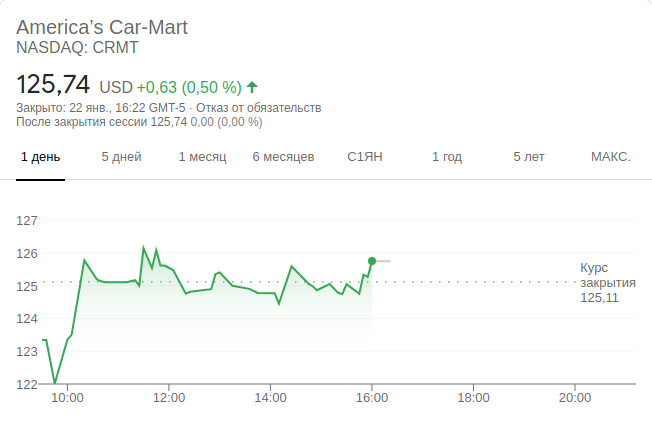 America’s Car-Mart
NASDAQ: CRMT
125,74 USD +0,63 (0,50 %)
Закрыто: 22 янв., 16:22 GMT-5 · Отказ от обязательств
После закрытия сессии 125,74 0,00 (0,00 %)
1 день 5 дней 1 месяц 6 месяцев С1ЯН 1 год 5 лет МАКС.
127
126
125
124
123
122
Курс
закрытия
125,11
10:00 12:00 14:00 16:00 18:00 20:00